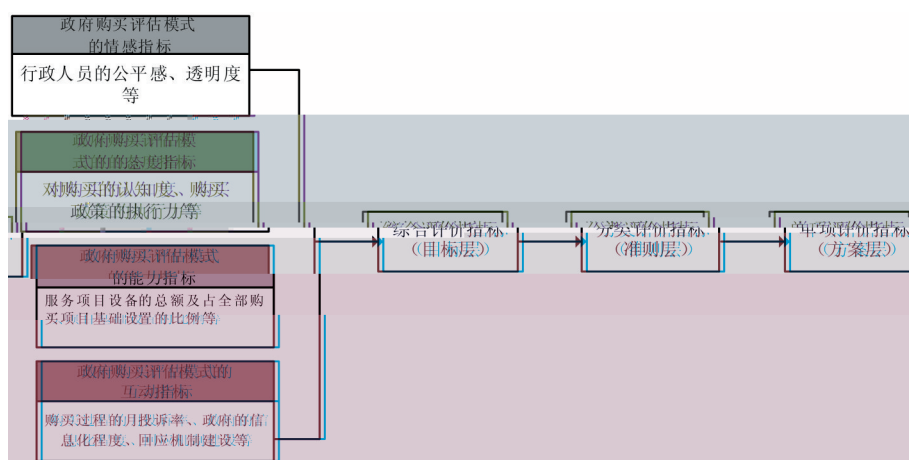 政府购买评估模式
的情感指标
行政人员的公平感、透明度
等
政府购买评估模
式的的态度指标
对购买的认知度、购买
政策的执行力等
政府购买评估模式
的能力指标
服务项目设备的总额及占全部购
买项目基础设置的比例等
政府购买评估模式的
互动指标
购买过程的月投诉率、政府的信
息化程度、回应机制建设等
综合评价指标
（目标层）
分类评价指标
（准则层）
单项评价指标
（方案层）